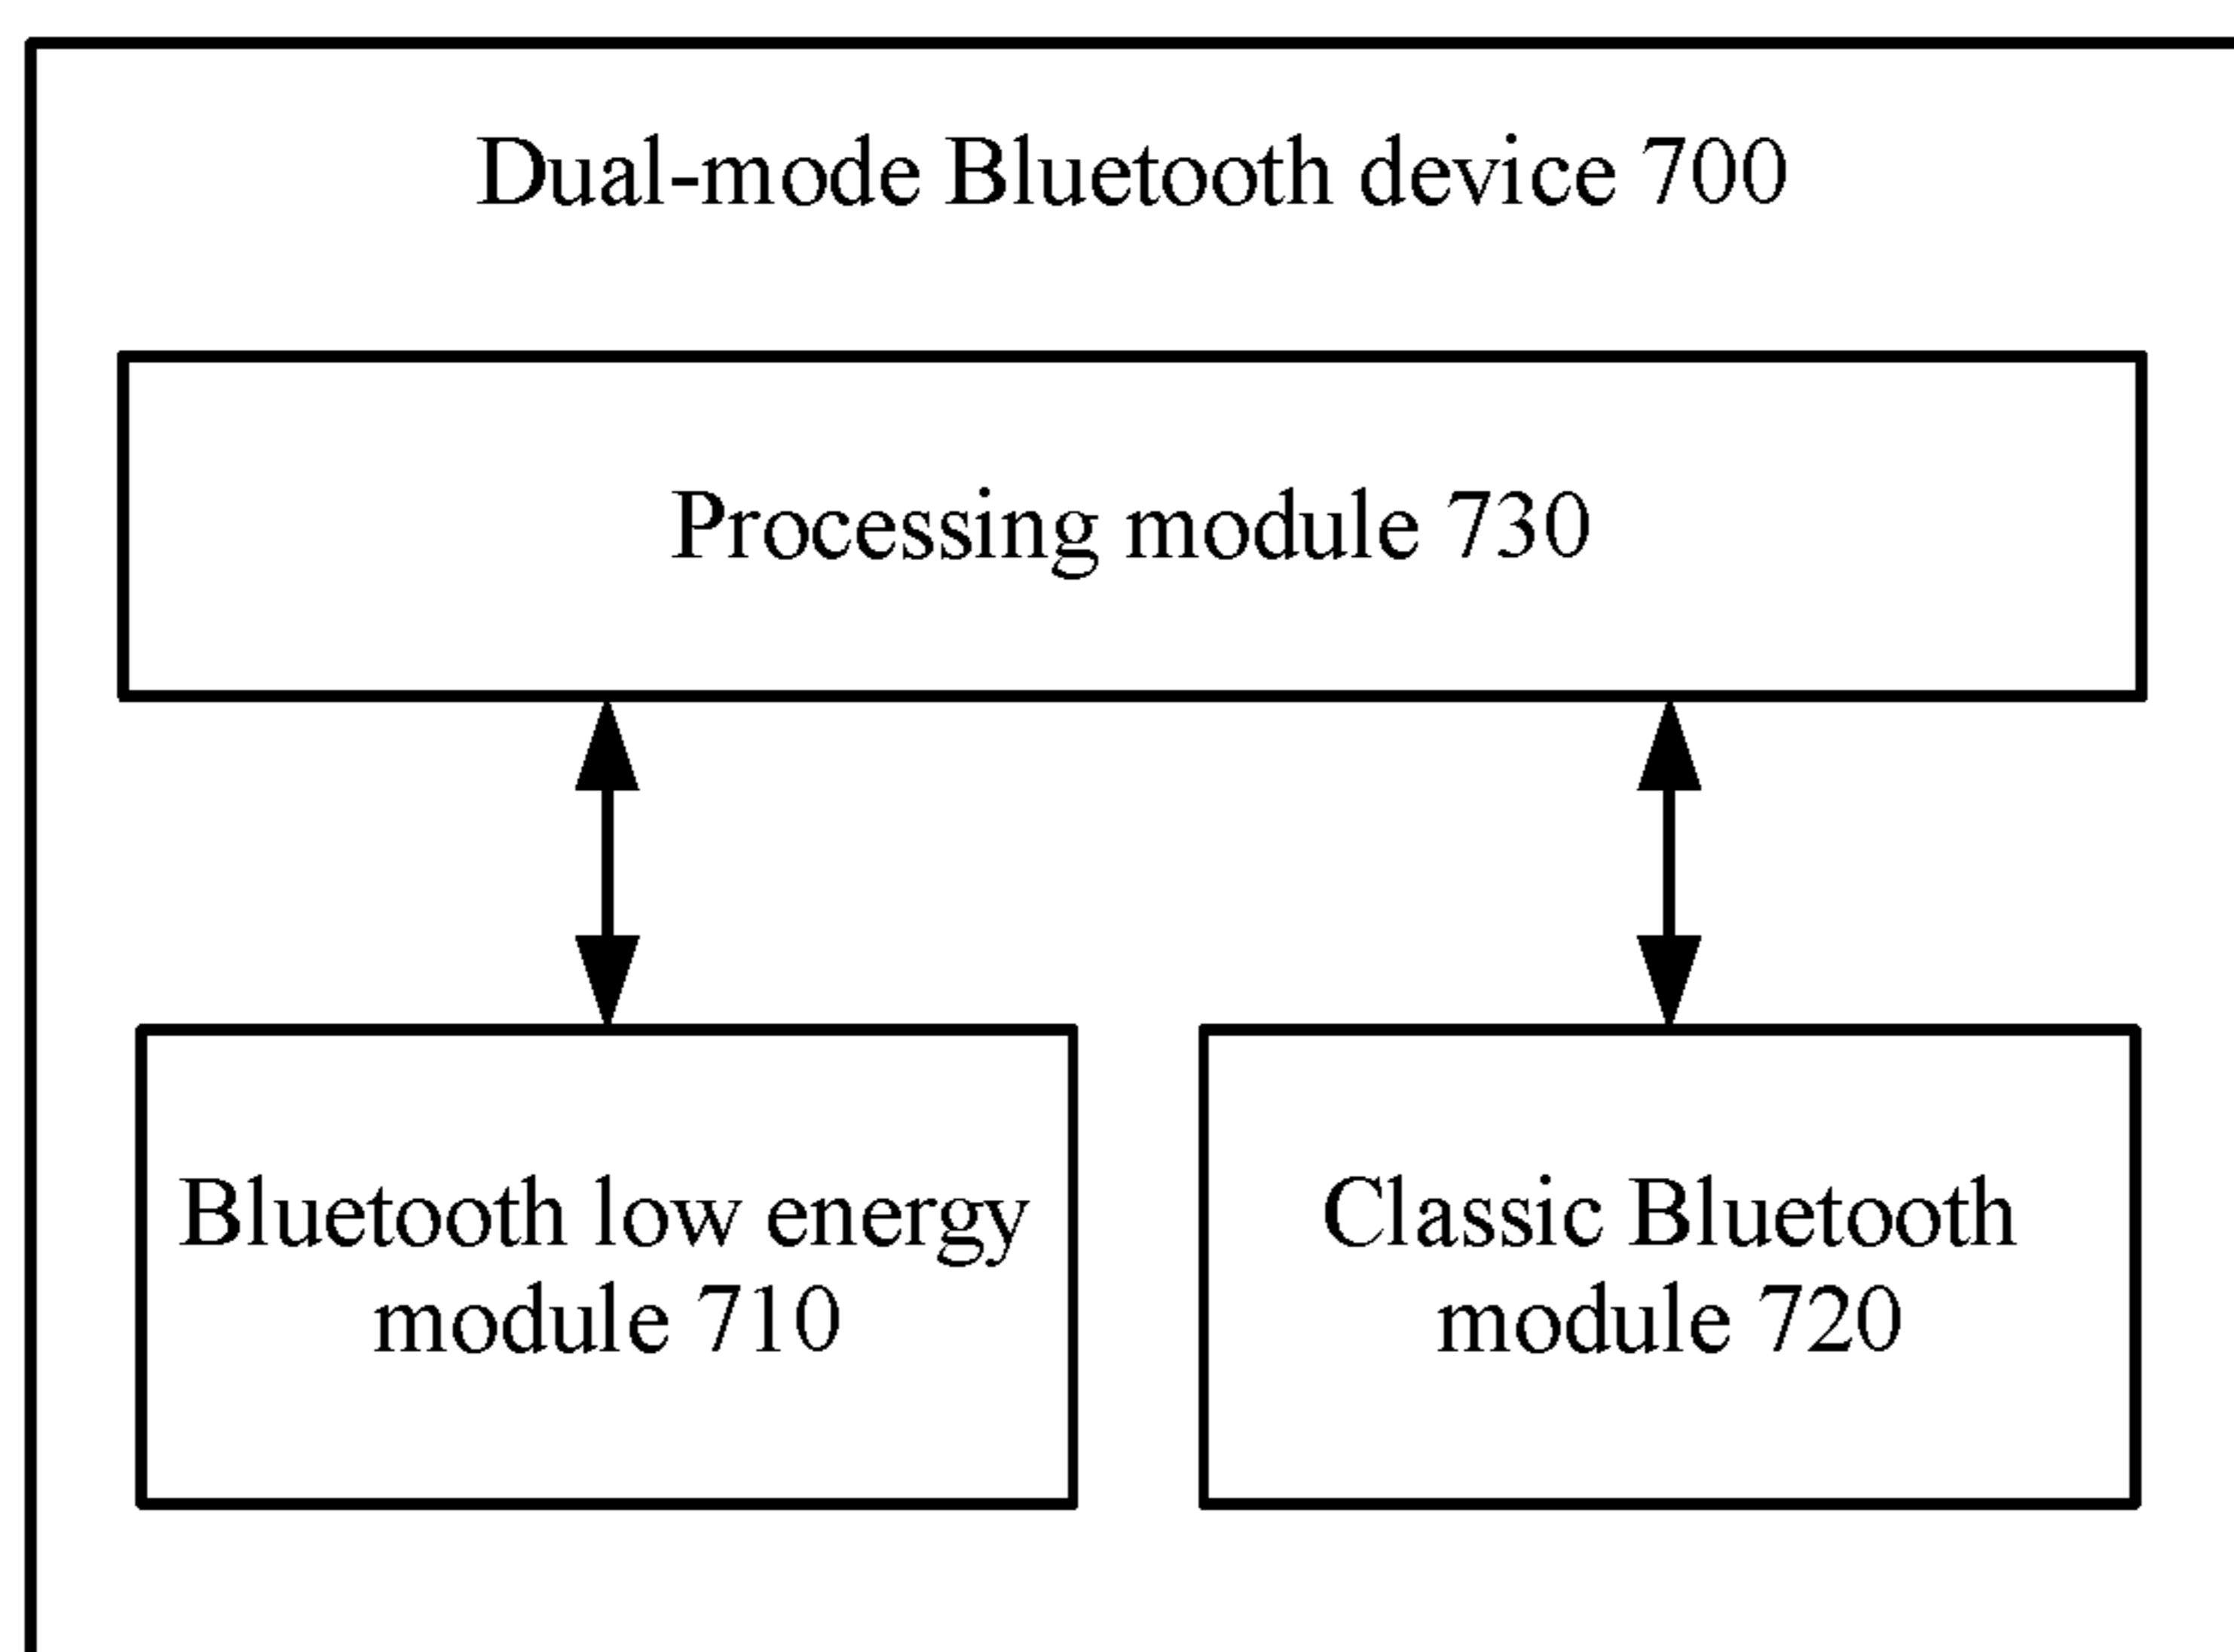 Dual-mode Bluetooth device 700
Processing module 730
Bluetooth low energy
module 710
Classic Bluetooth
module 720